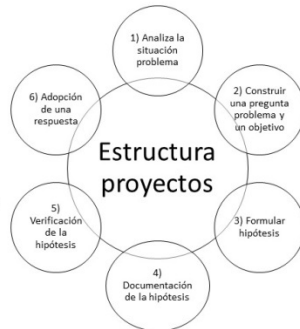 1) Analiza la
situación
problema
2) Construir
una pregunta
problema y
un objetivo
3) Formular
hipótesis
4)
Documentación
de la hipótesis
5)
Verificación
de la
hipótesis
6) Adopción
de una
respuesta
Estructura
proyectos